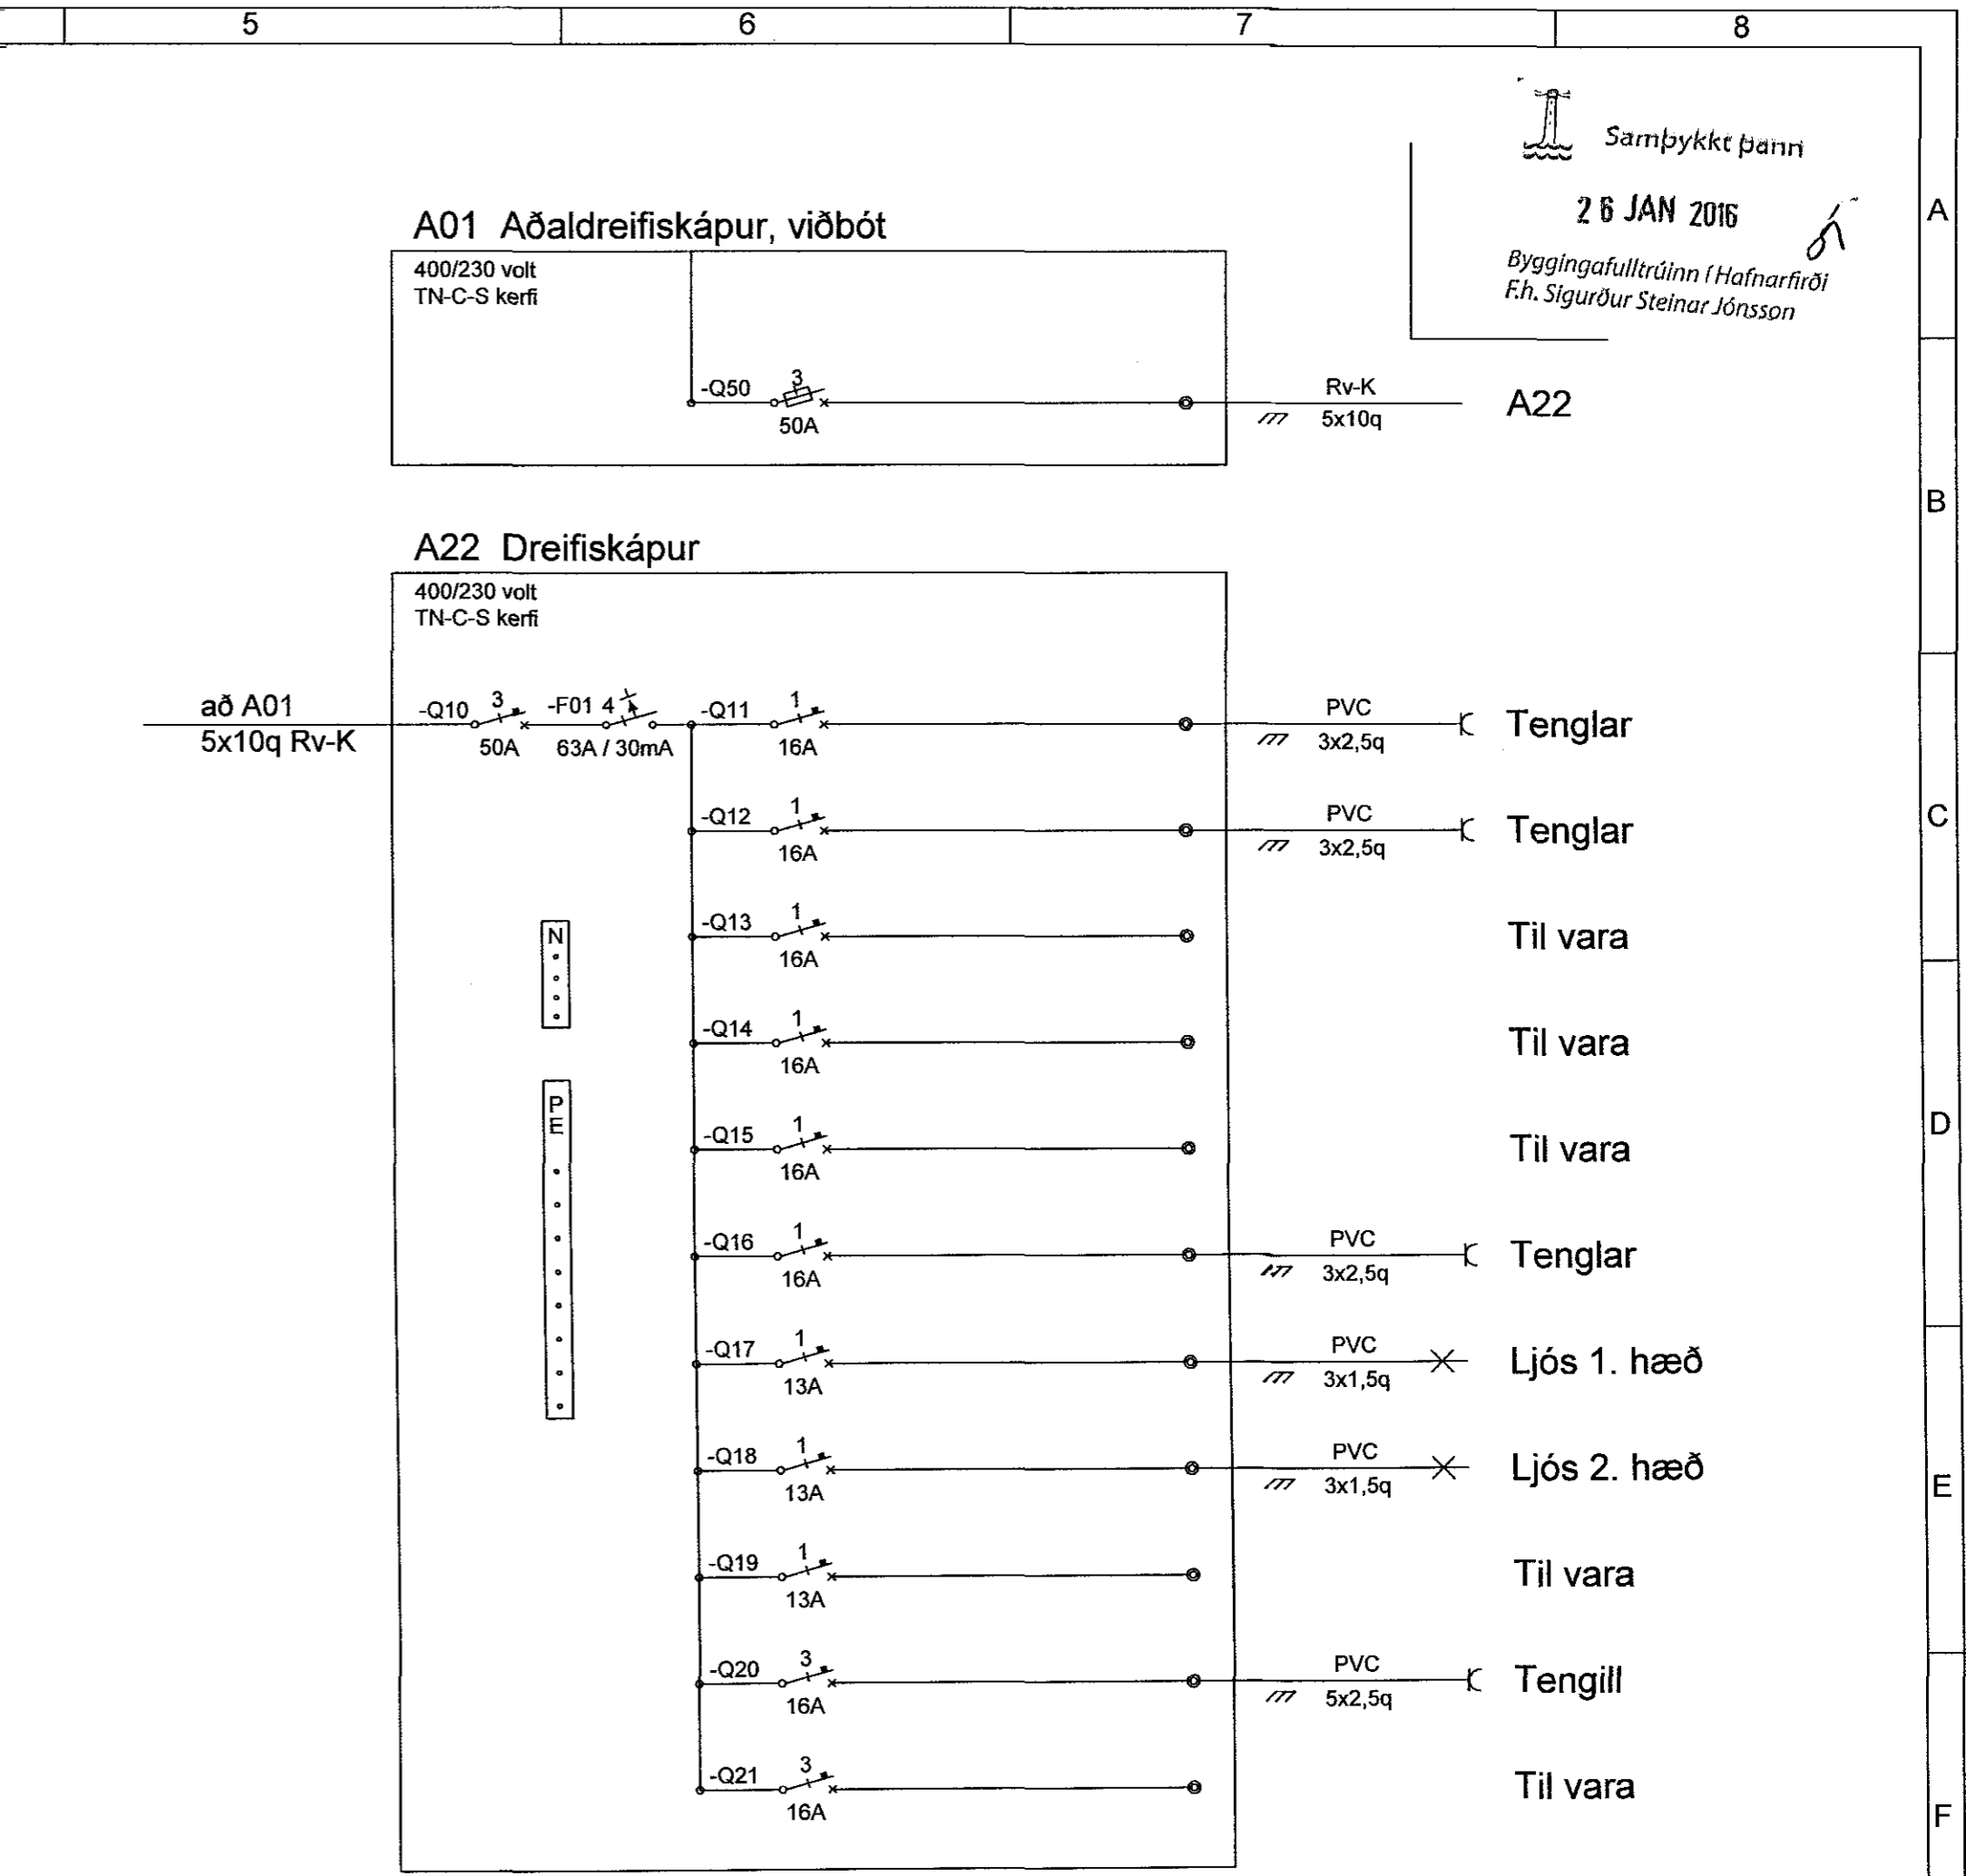 5 6 7 8
Samþykkt þann
26 JAN 2016
Byggingafulltrúinn í Hafnarfirði
F.h. Sigurður Steinar Jónsson
A
A01 Aðaldreifiskápur, viðbót
400/230 volt
TN-C-S kerfi
-Q50 3 Rv-K A22
50A 5x10q
B
A22 Dreifiskápur
400/230 volt
TN-C-S kerfi
að A01 -Q10 3 -F01 4 -Q11 1 PVC Tenglar
5x10q Rv-K 50A 63A / 30mA 16A 3x2,5q
-Q12 1 PVC Tenglar C
16A 3x2,5q
N -Q13 1 Til vara
16A
-Q14 1 Til vara
16A
PE -Q15 1 Til vara D
16A
-Q16 1 PVC Tenglar
16A 3x2,5q
-Q17 1 PVC Ljós 1. hæð
13A 3x1,5q
-Q18 1 PVC Ljós 2. hæð
13A 3x1,5q E
-Q19 1 Til vara
13A
-Q20 3 PVC Tengill
16A 5x2,5q
-Q21 3 Til vara
16A F